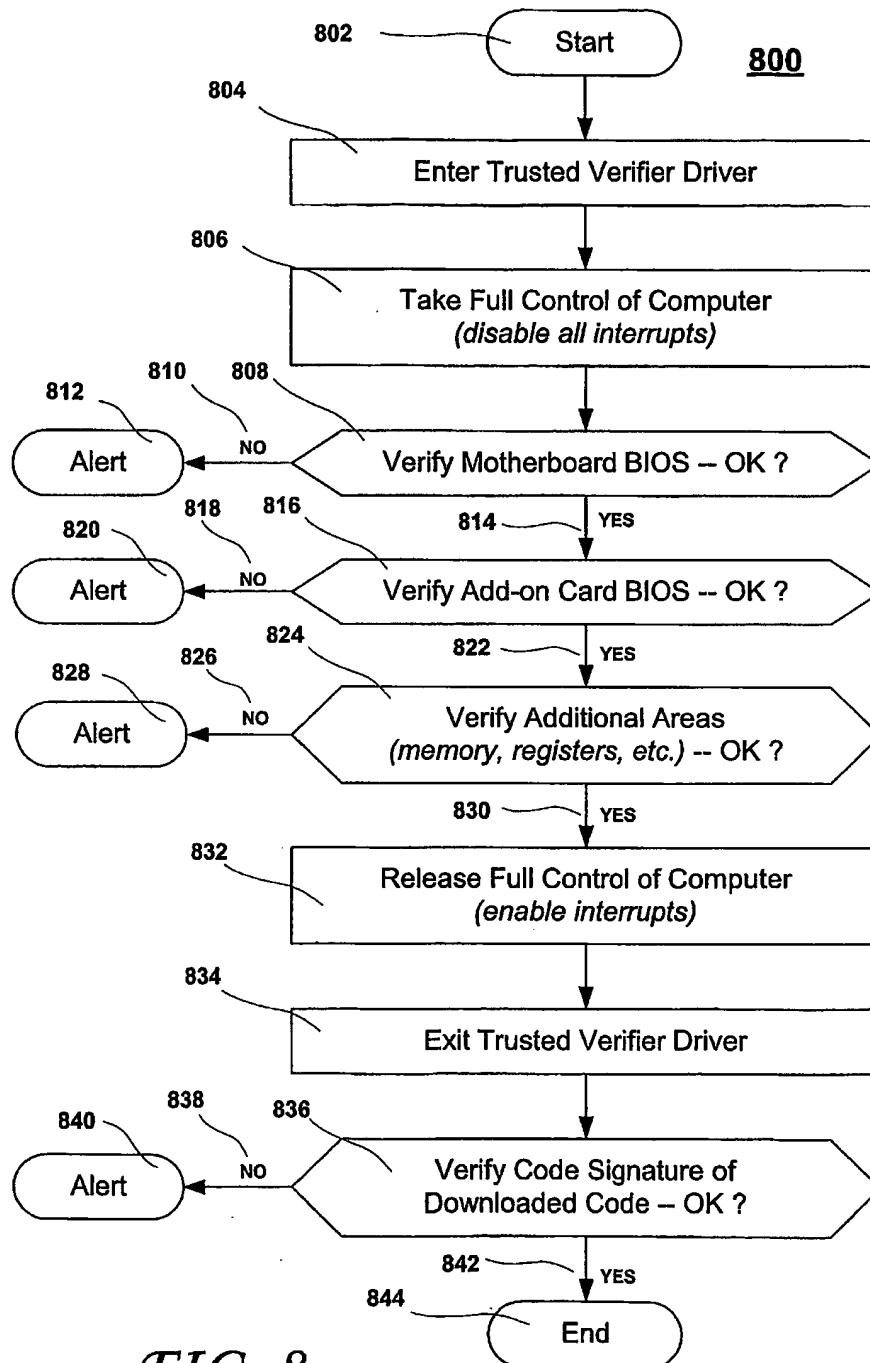 802
Start
800
804
Enter Trusted Verifier Driver
806
Take Full Control of Computer
(disable all interrupts)
810
808
812
Alert
NO
Verify Motherboard BIOS -- OK ?
814
YES
818
816
820
Alert
NO
Verify Add-on Card BIOS -- OK ?
824
822
YES
826
828
Alert
NO
Verify Additional Areas
(memory, registers, etc.) -- OK ?
830
YES
832
Release Full Control of Computer
(enable interrupts)
834
Exit Trusted Verifier Driver
838
836
840
Alert
NO
Verify Code Signature of
Downloaded Code -- OK ?
842
YES
844
End
FIG. 8